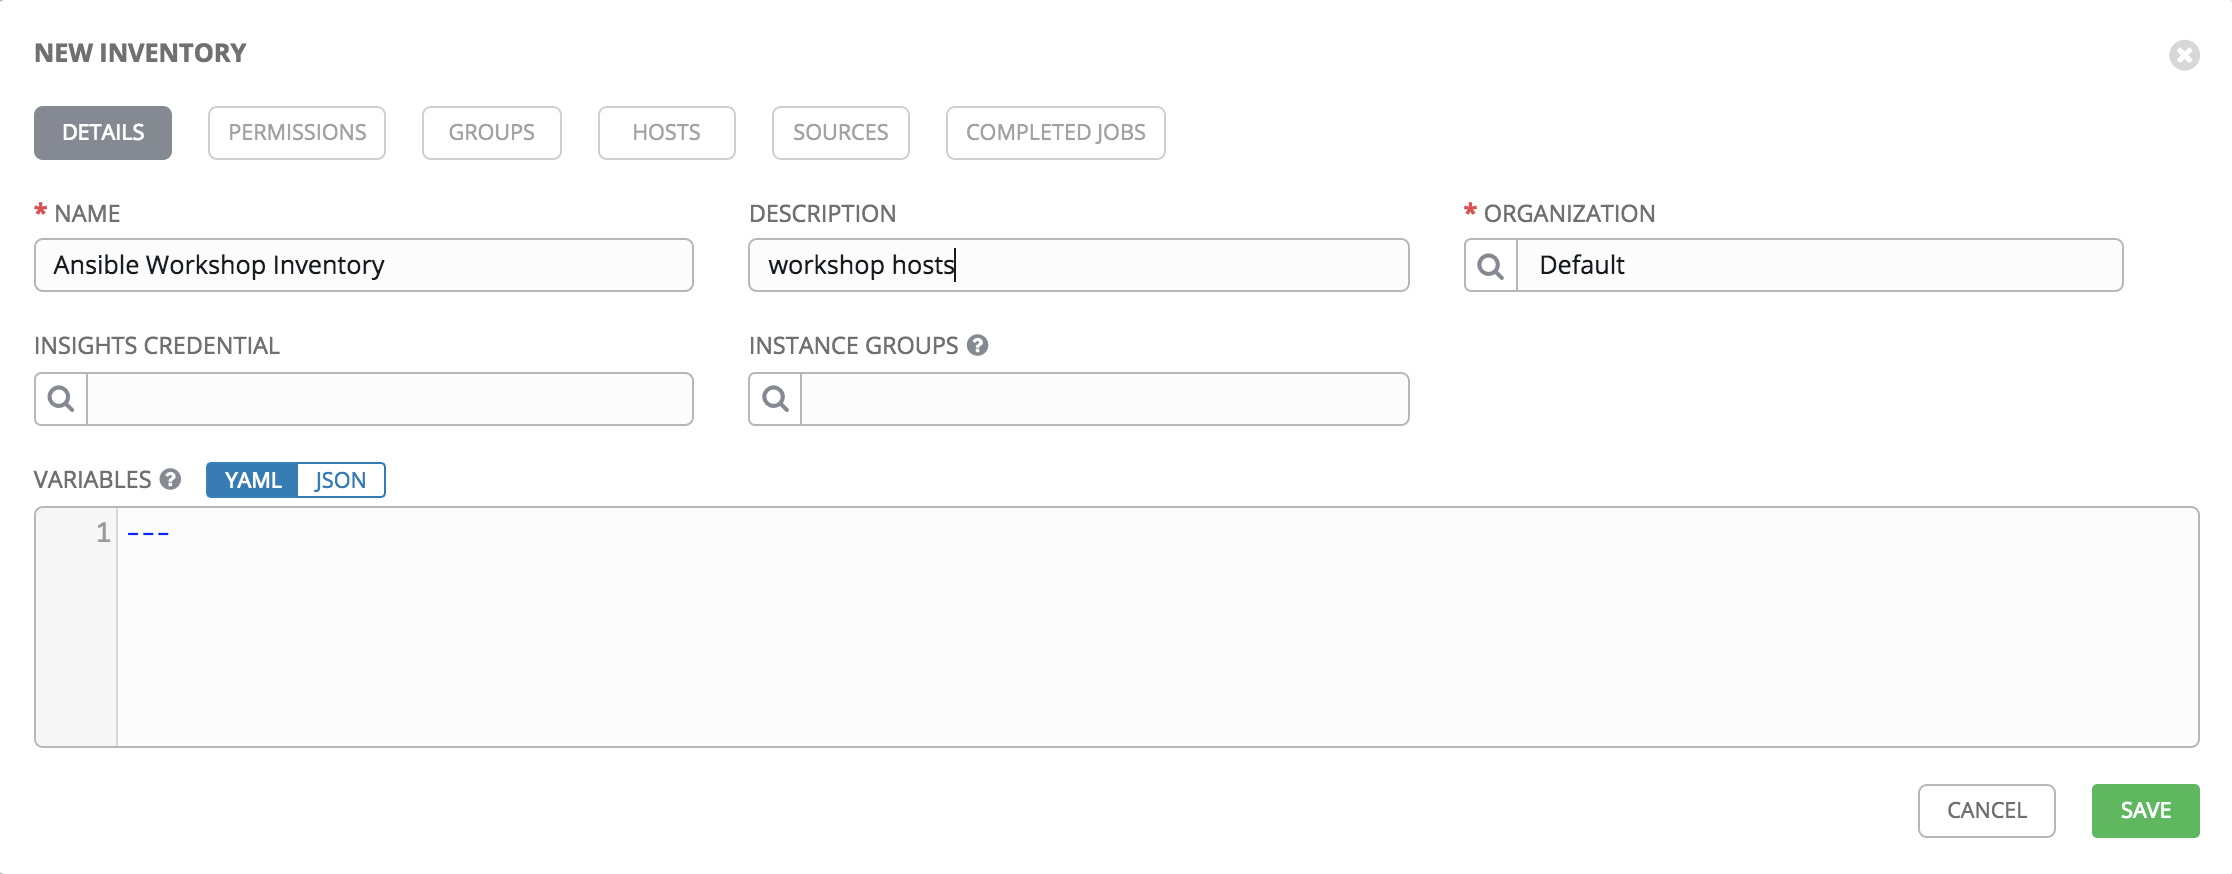 NEW INVENTORY
DETAILS PERMISSIONS GROUPS HOSTS SOURCES COMPLETED JOBS
* NAME DESCRIPTION * ORGANIZATION
Ansible Workshop Inventory workshop hosts Default
INSIGHTS CREDENTIAL INSTANCE GROUPS ?
VARIABLES ? YAML JSON
1 ---
CANCEL SAVE